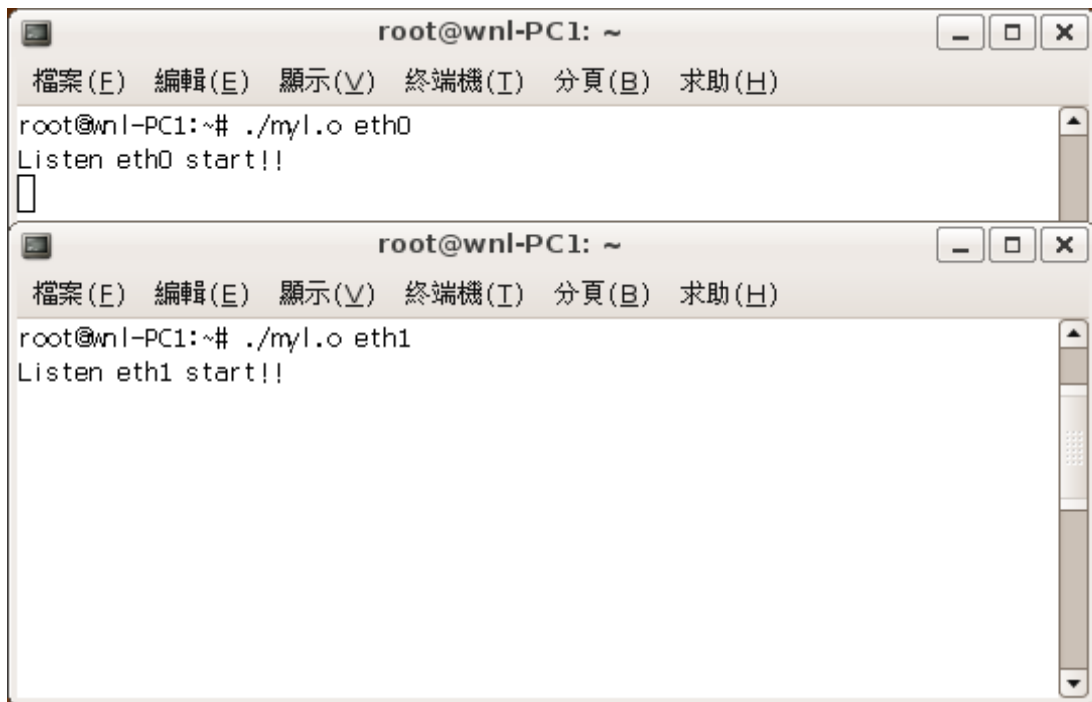 root@wnl-PC1: ~
檔案(F) 編輯(E) 顯示(V) 終端機(T) 分頁(B) 求助(H)
root@wnl-PC1:~# ./myl.o eth0
Listen eth0 start!!
root@wnl-PC1: ~
檔案(F) 編輯(E) 顯示(V) 終端機(T) 分頁(B) 求助(H)
root@wnl-PC1:~# ./myl.o eth1
Listen eth1 start!!